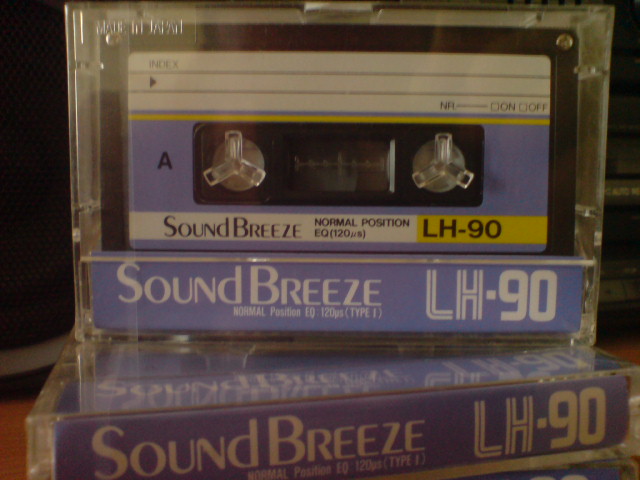 MADE IN JAPAN
INDEX
NR ON OFF
A
SOUND BREEZE NORMAL POSITION EQ(120μs) LH-90
SOUND BREEZE LH-90
NORMAL Position EQ:120μs(TYPE I)
SOUND BREEZE LH-90
NORMAL Position EQ:120μs(TYPE I)